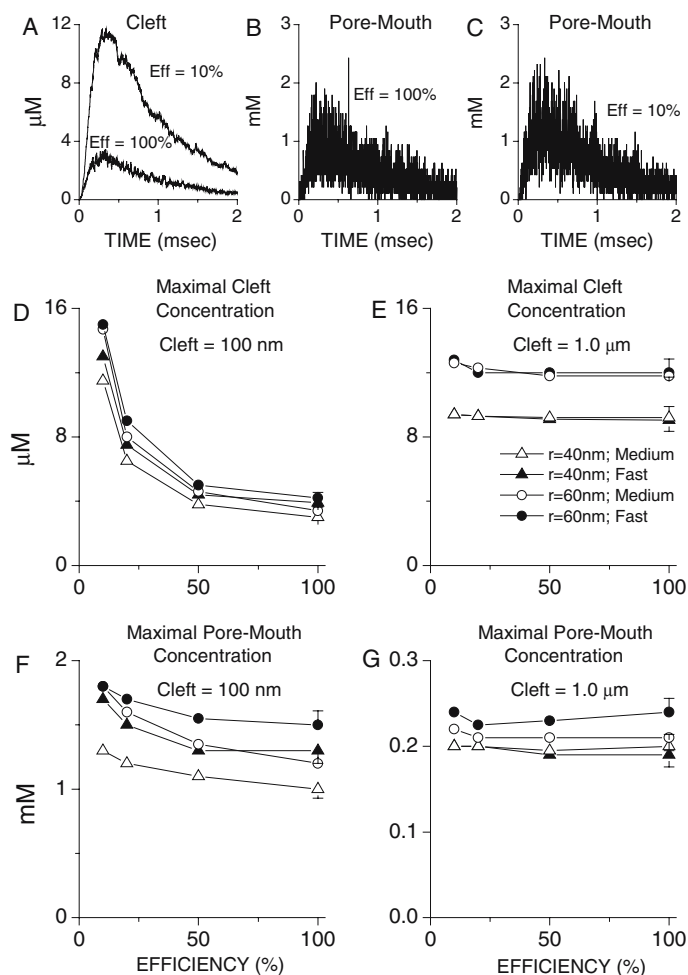 A Cleft
12
8
4
0
μM
Eff = 10%
Eff = 100%
0 1 2
TIME (msec)
B Pore-Mouth
3
2
1
0
mM
Eff = 100%
0 1 2
TIME (msec)
C Pore-Mouth
3
2
1
0
mM
Eff = 10%
0 1 2
TIME (msec)
D Maximal Cleft
Concentration
Cleft = 100 nm
16
8
0
μM
0 50 100
E Maximal Cleft
Concentration
Cleft = 1.0 μm
16
8
0
r=40nm; Medium
r=40nm; Fast
r=60nm; Medium
r=60nm; Fast
0 50 100
F Maximal Pore-Mouth
Concentration
Cleft = 100 nm
2
1
0
mM
0 50 100
EFFICIENCY (%)
G Maximal Pore-Mouth
Concentration
Cleft = 1.0 μm
0.3
0.2
0.1
0.0
0 50 100
EFFICIENCY (%)